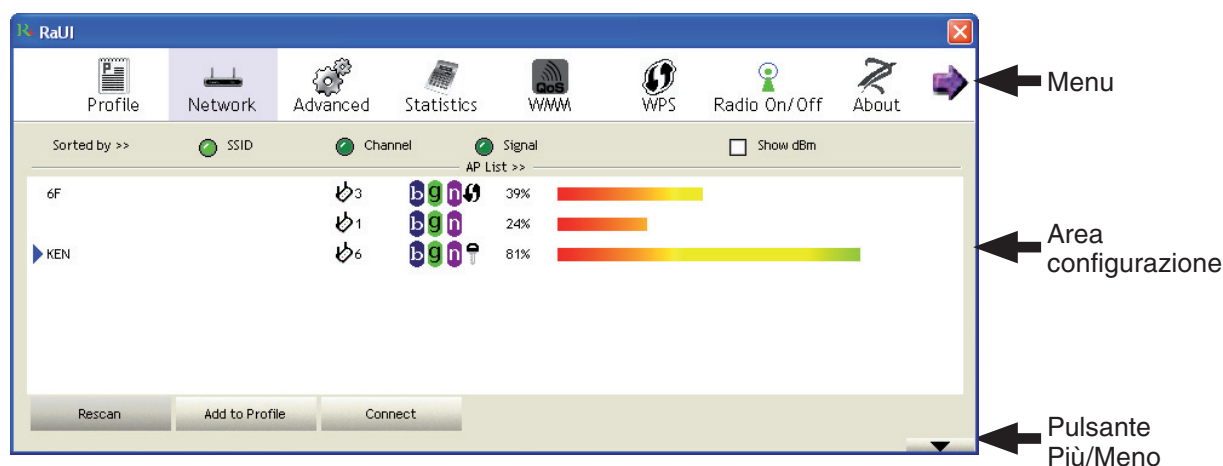 RaUI
Profile Network Advanced Statistics WMM WPS Radio On/Off About
QoS
Menu
Sorted by >> SSID Channel Signal Show dBm
AP List >>
6F 3 b g n 39%
1 b g n 24%
KEN 6 b g n 81%
Area
configurazione
Rescan Add to Profile Connect
Pulsante
Più/Meno